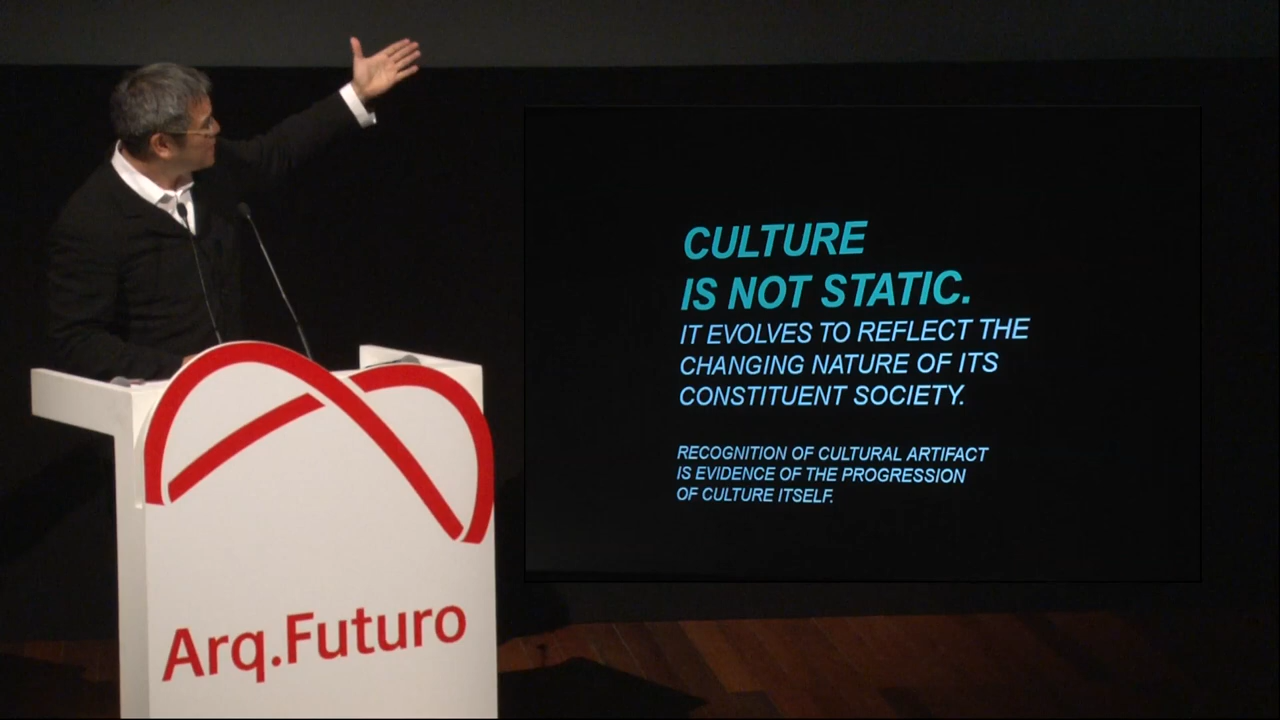 CULTURE
IS NOT STATIC.
IT EVOLVES TO REFLECT THE
CHANGING NATURE OF ITS
CONSTITUENT SOCIETY.
RECOGNITION OF CULTURAL ARTIFACT
IS EVIDENCE OF THE PROGRESSION
OF CULTURE ITSELF.
Arq.Futuro